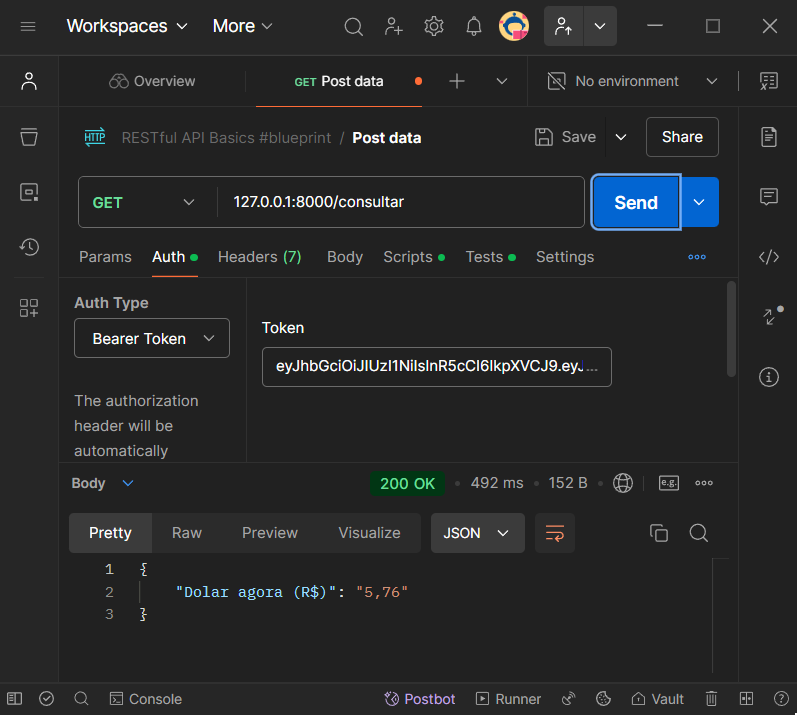 Workspaces More
Overview GET Post data No environment
HTTP RESTful API Basics #blueprint / Post data Save Share
GET 127.0.0.1:8000/consultar Send
Params Auth Headers (7) Body Scripts Tests Settings
Auth Type
Bearer Token
Token
eyJhbGciOiJIUzI1NiIsInR5cCI6IkpXVCJ9.eyJ...
The authorization
header will be
automatically
Body 200 OK 492 ms 152 B e.g.
Pretty Raw Preview Visualize JSON
1 {
2 "Dolar agora (R$)": "5,76"
3 }
Console Postbot Runner Vault